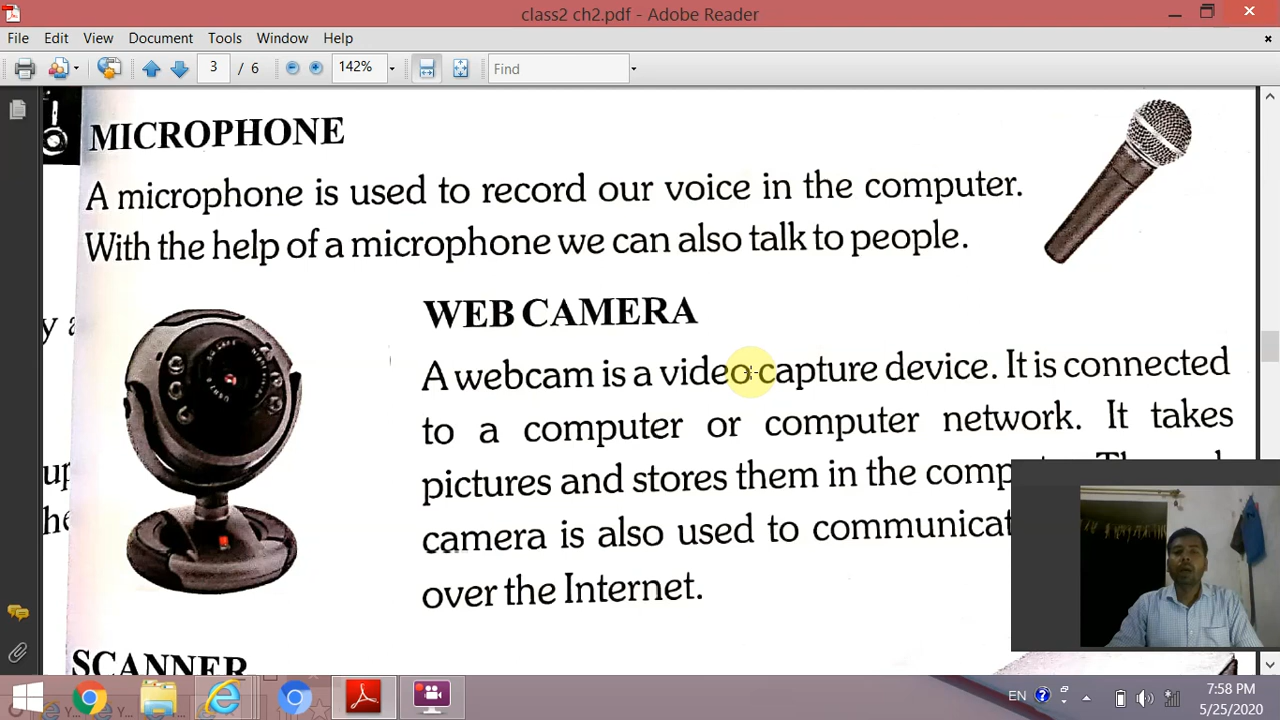 class2 ch2.pdf - Adobe Reader
File Edit View Document Tools Window Help
3 / 6 142% Find
MICROPHONE
A microphone is used to record our voice in the computer.
With the help of a microphone we can also talk to people.
WEB CAMERA
A webcam is a video capture device. It is connected
to a computer or computer network. It takes
pictures and stores them in the comp
camera is also used to communicat
over the Internet.
SCANNER
EN 7:58 PM
5/25/2020